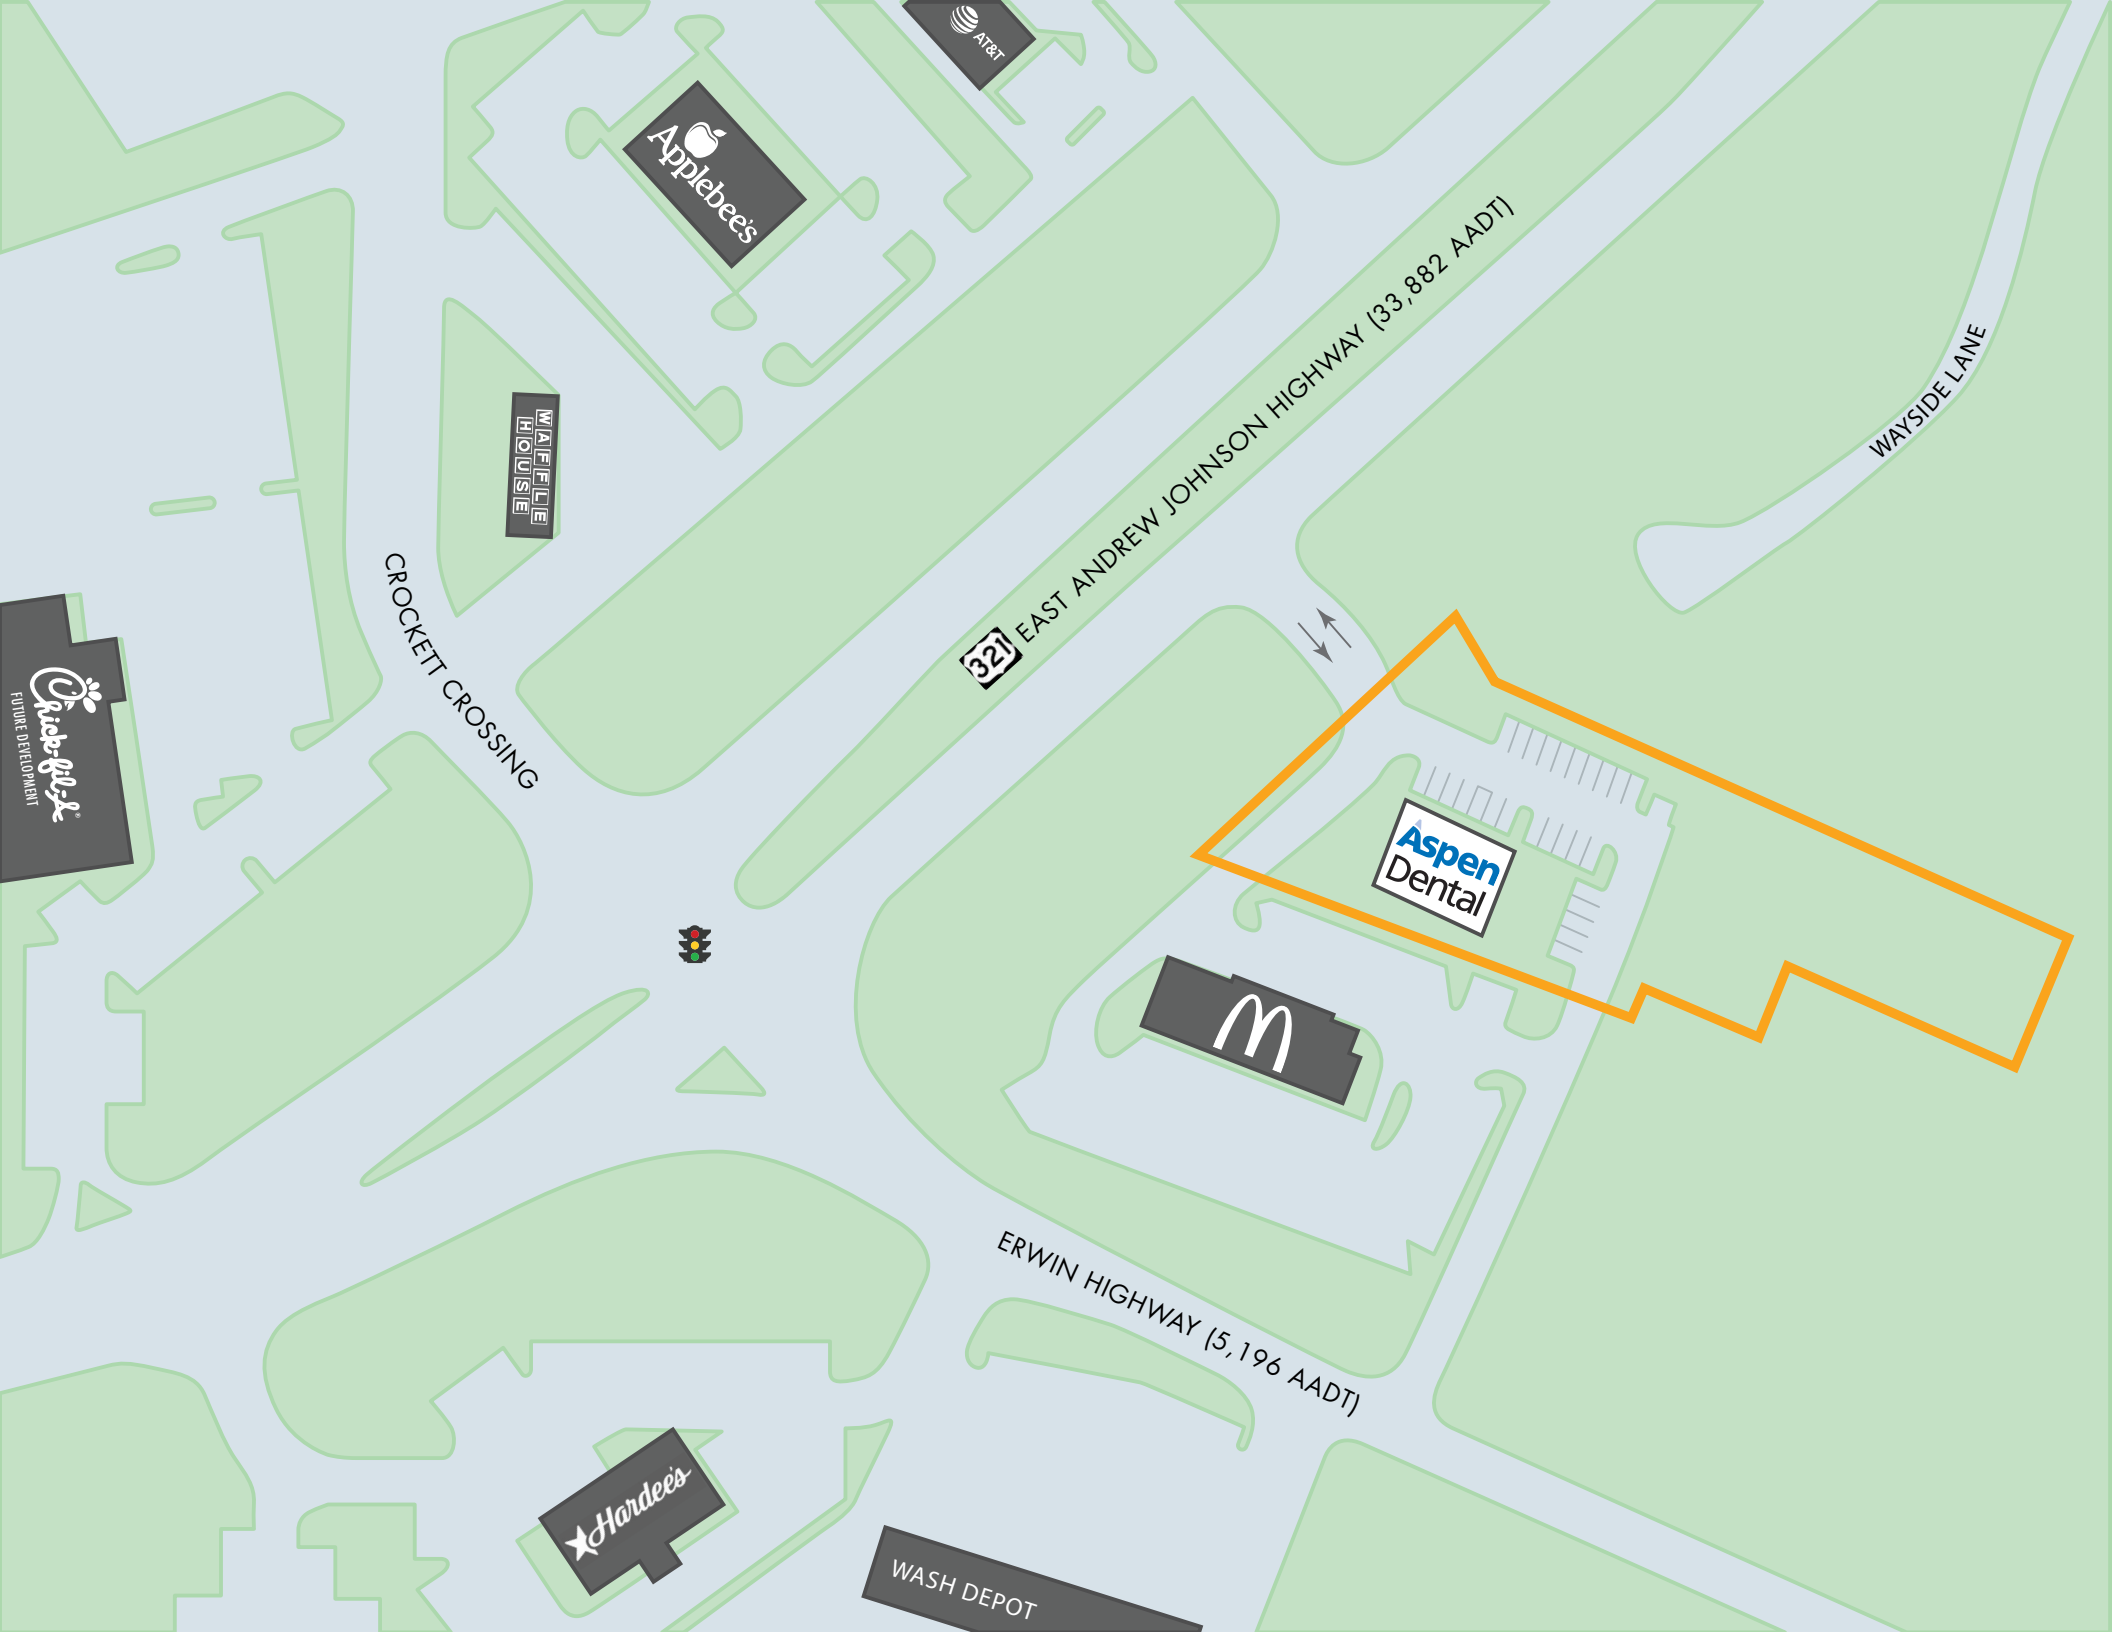 AT&T
Applebee's
WAFFLE
HOUSE
EAST ANDREW JOHNSON HIGHWAY (33,882 AADT)
321
WAYSIDE LANE
CROCKETT CROSSING
Chick-fil-A®
FUTURE DEVELOPMENT
Aspen
Dental
M
ERWIN HIGHWAY (5,196 AADT)
Hardee's
WASH DEPOT